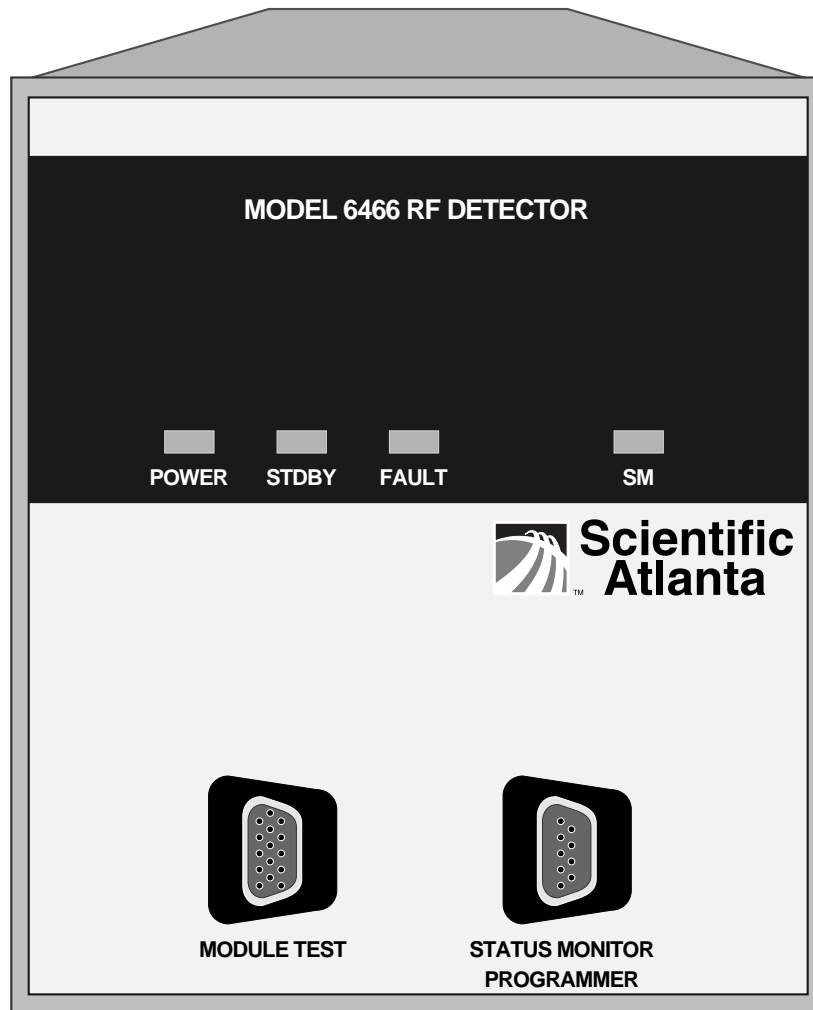 MODEL 6466 RF DETECTOR
POWER STDBY FAULT SM
Scientific
Atlanta
TM
MODULE TEST
STATUS MONITOR
PROGRAMMER